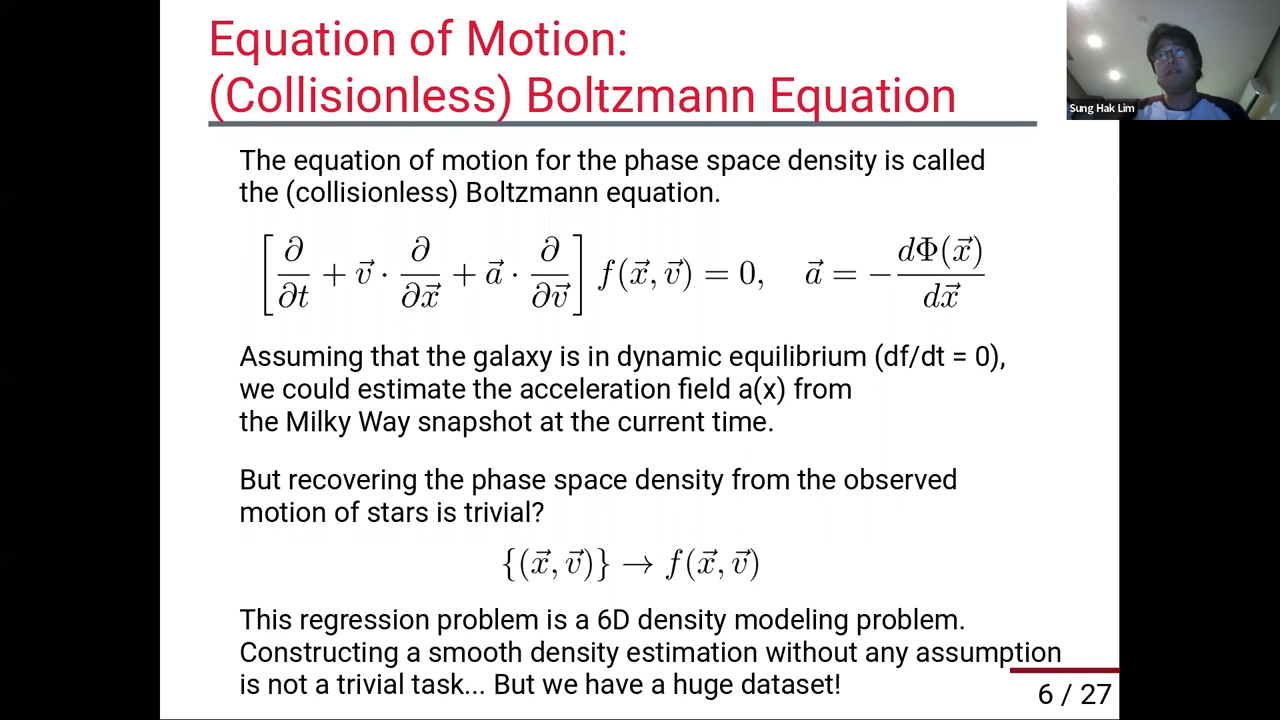 Equation of Motion:
(Collisionless) Boltzmann Equation
Sung Hak Lim
The equation of motion for the phase space density is called
the (collisionless) Boltzmann equation.
[∂/∂t + v⃗ · ∂/∂x⃗ + a⃗ · ∂/∂v⃗] f(x⃗, v⃗) = 0, a⃗ = −dΦ(x⃗)/dx⃗
Assuming that the galaxy is in dynamic equilibrium (df/dt = 0),
we could estimate the acceleration field a(x) from
the Milky Way snapshot at the current time.
But recovering the phase space density from the observed
motion of stars is trivial?
{(x⃗, v⃗)} → f(x⃗, v⃗)
This regression problem is a 6D density modeling problem.
Constructing a smooth density estimation without any assumption
is not a trivial task... But we have a huge dataset!
6 / 27